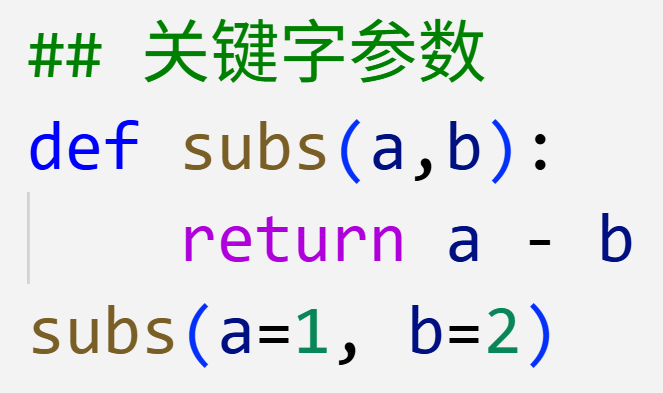 ## 关键字参数
def subs(a,b):
    return a - b
subs(a=1, b=2)